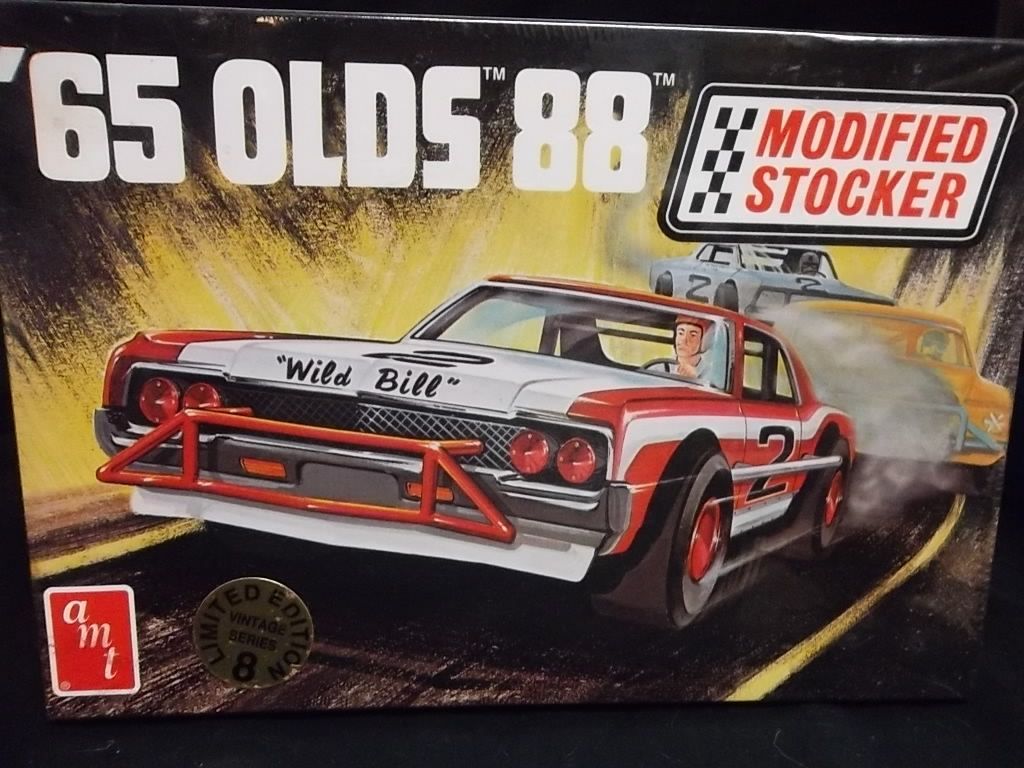 '65 OLDS™ 88™
MODIFIED
STOCKER
2
"Wild Bill"
2
amt
®
LIMITED EDITION
VINTAGE
SERIES
8